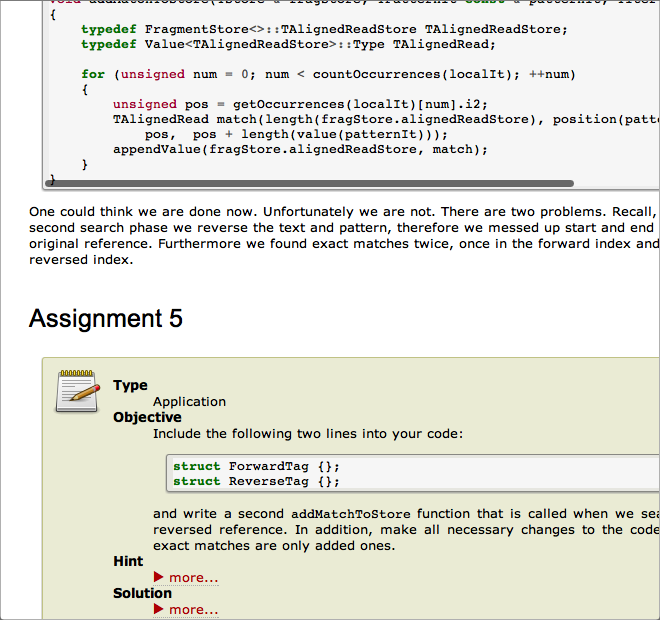 {
typedef FragmentStore<>::TAlignedReadStore TAlignedReadStore;
typedef Value<TAlignedReadStore>::Type TAlignedRead;
for (unsigned num = 0; num < countOccurrences(localIt); ++num)
{
unsigned pos = getOccurrences(localIt)[num].i2;
TAlignedRead match(length(fragStore.alignedReadStore), position(patt
pos, pos + length(value(patternIt)));
appendValue(fragStore.alignedReadStore, match);
}
}
One could think we are done now. Unfortunately we are not. There are two problems. Recall,
second search phase we reverse the text and pattern, therefore we messed up start and end
original reference. Furthermore we found exact matches twice, once in the forward index and
reversed index.
Assignment 5
Type
Application
Objective
Include the following two lines into your code:
struct ForwardTag {};
struct ReverseTag {};
and write a second addMatchToStore function that is called when we sea
reversed reference. In addition, make all necessary changes to the code
exact matches are only added ones.
Hint
more...
Solution
more...